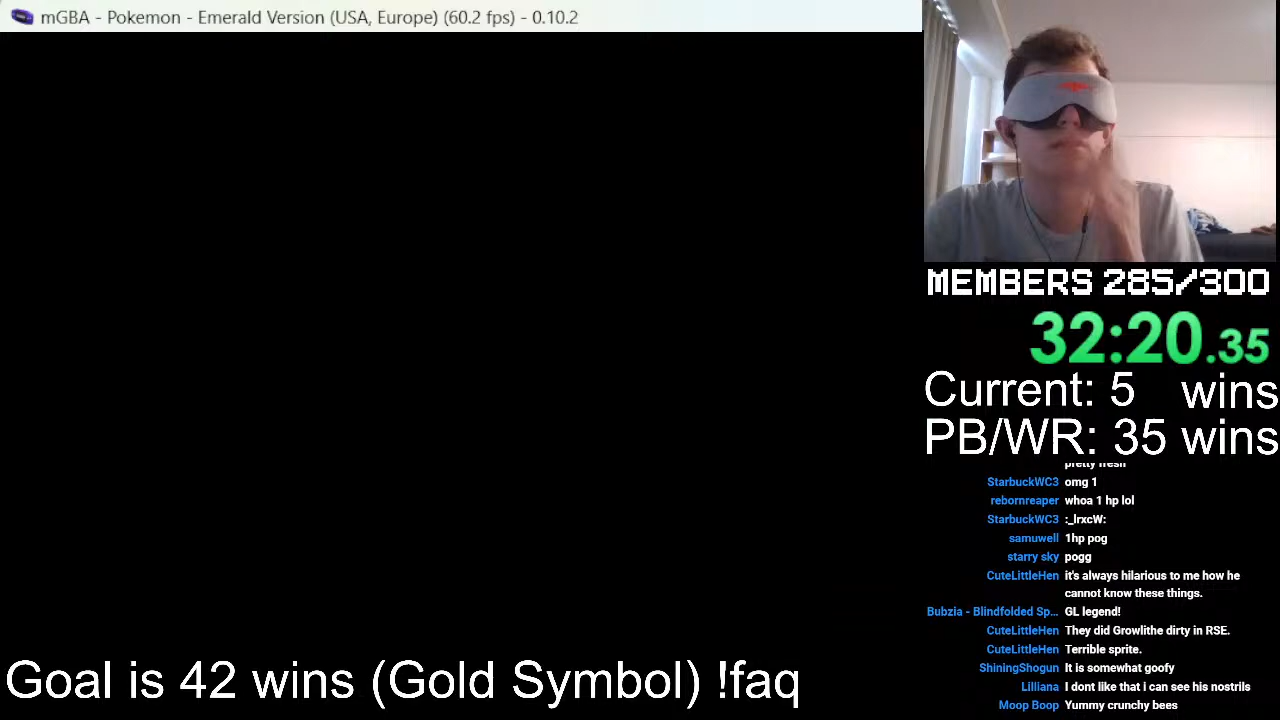 mGBA - Pokemon - Emerald Version (USA, Europe) (60.2 fps) - 0.10.2
MEMBERS 285/300
32:20.35
Current: 5 wins
PB/WR: 35 wins
pretty fresh
StarbuckWC3 omg 1
rebornreaper whoa 1 hp lol
StarbuckWC3 :_lrxcW:
samuwell 1hp pog
starry sky pogg
CuteLittleHen it's always hilarious to me how he
cannot know these things.
Bubzia - Blindfolded Sp... GL legend!
CuteLittleHen They did Growlithe dirty in RSE.
CuteLittleHen Terrible sprite.
ShiningShogun It is somewhat goofy
Lilliana I dont like that i can see his nostrils
Moop Boop Yummy crunchy bees
Goal is 42 wins (Gold Symbol) !faq